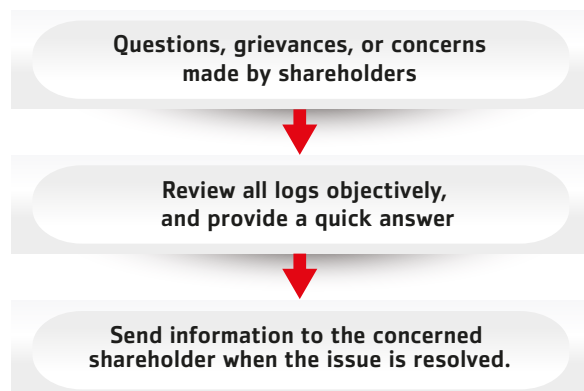 Questions, grievances, or concerns
made by shareholders
Review all logs objectively,
and provide a quick answer
Send information to the concerned
shareholder when the issue is resolved.